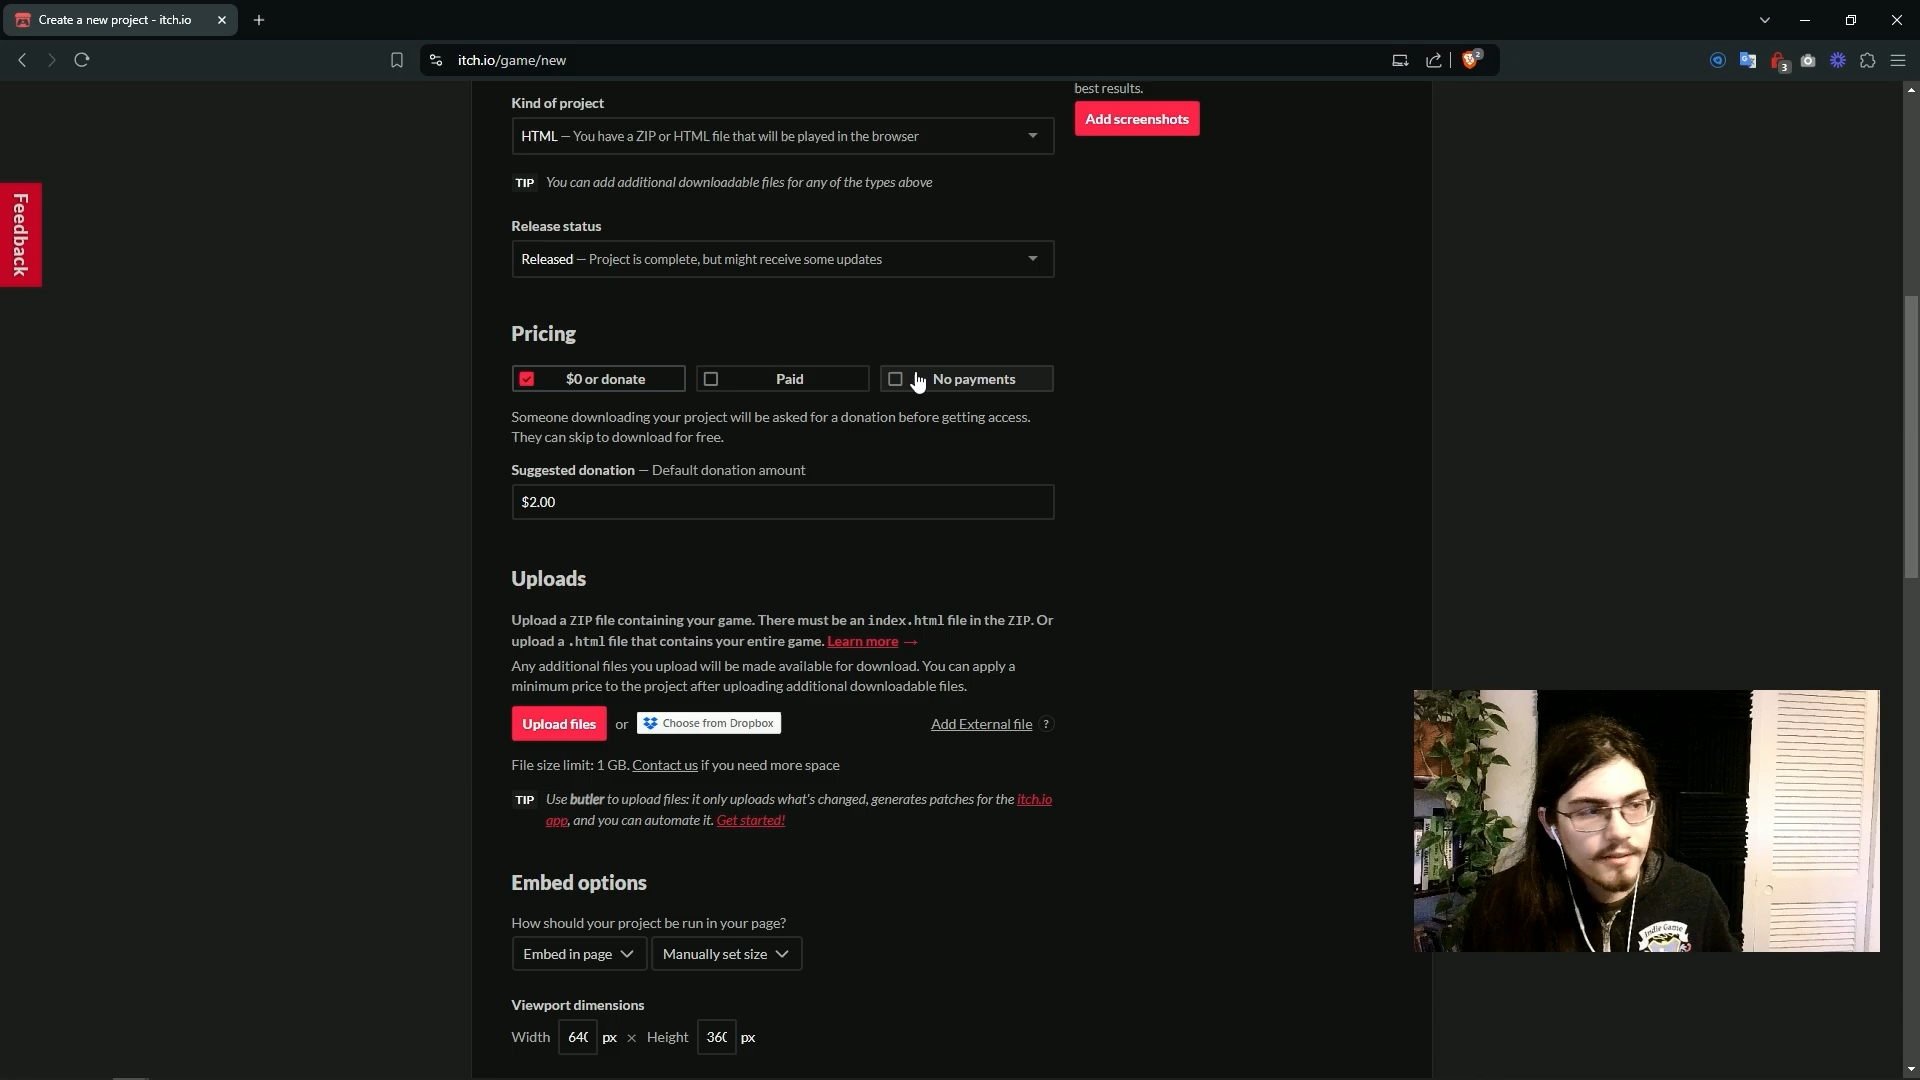 Create a new project - itch.io
itch.io/game/new
2
3
Feedback
best results.
Add screenshots
Kind of project
HTML — You have a ZIP or HTML file that will be played in the browser
TIP You can add additional downloadable files for any of the types above
Release status
Released — Project is complete, but might receive some updates
Pricing
$0 or donate
Paid
No payments
Someone downloading your project will be asked for a donation before getting access.
They can skip to download for free.
Suggested donation — Default donation amount
$2.00
Uploads
Upload a ZIP file containing your game. There must be an index.html file in the ZIP. Or
upload a .html file that contains your entire game. Learn more →
Any additional files you upload will be made available for download. You can apply a
minimum price to the project after uploading additional downloadable files.
Upload files or Choose from Dropbox Add External file ?
File size limit: 1 GB. Contact us if you need more space
TIP Use butler to upload files: it only uploads what's changed, generates patches for the itch.io
app, and you can automate it. Get started!
Embed options
How should your project be run in your page?
Embed in page Manually set size
Viewport dimensions
Width 640 px × Height 360 px
Indie Game